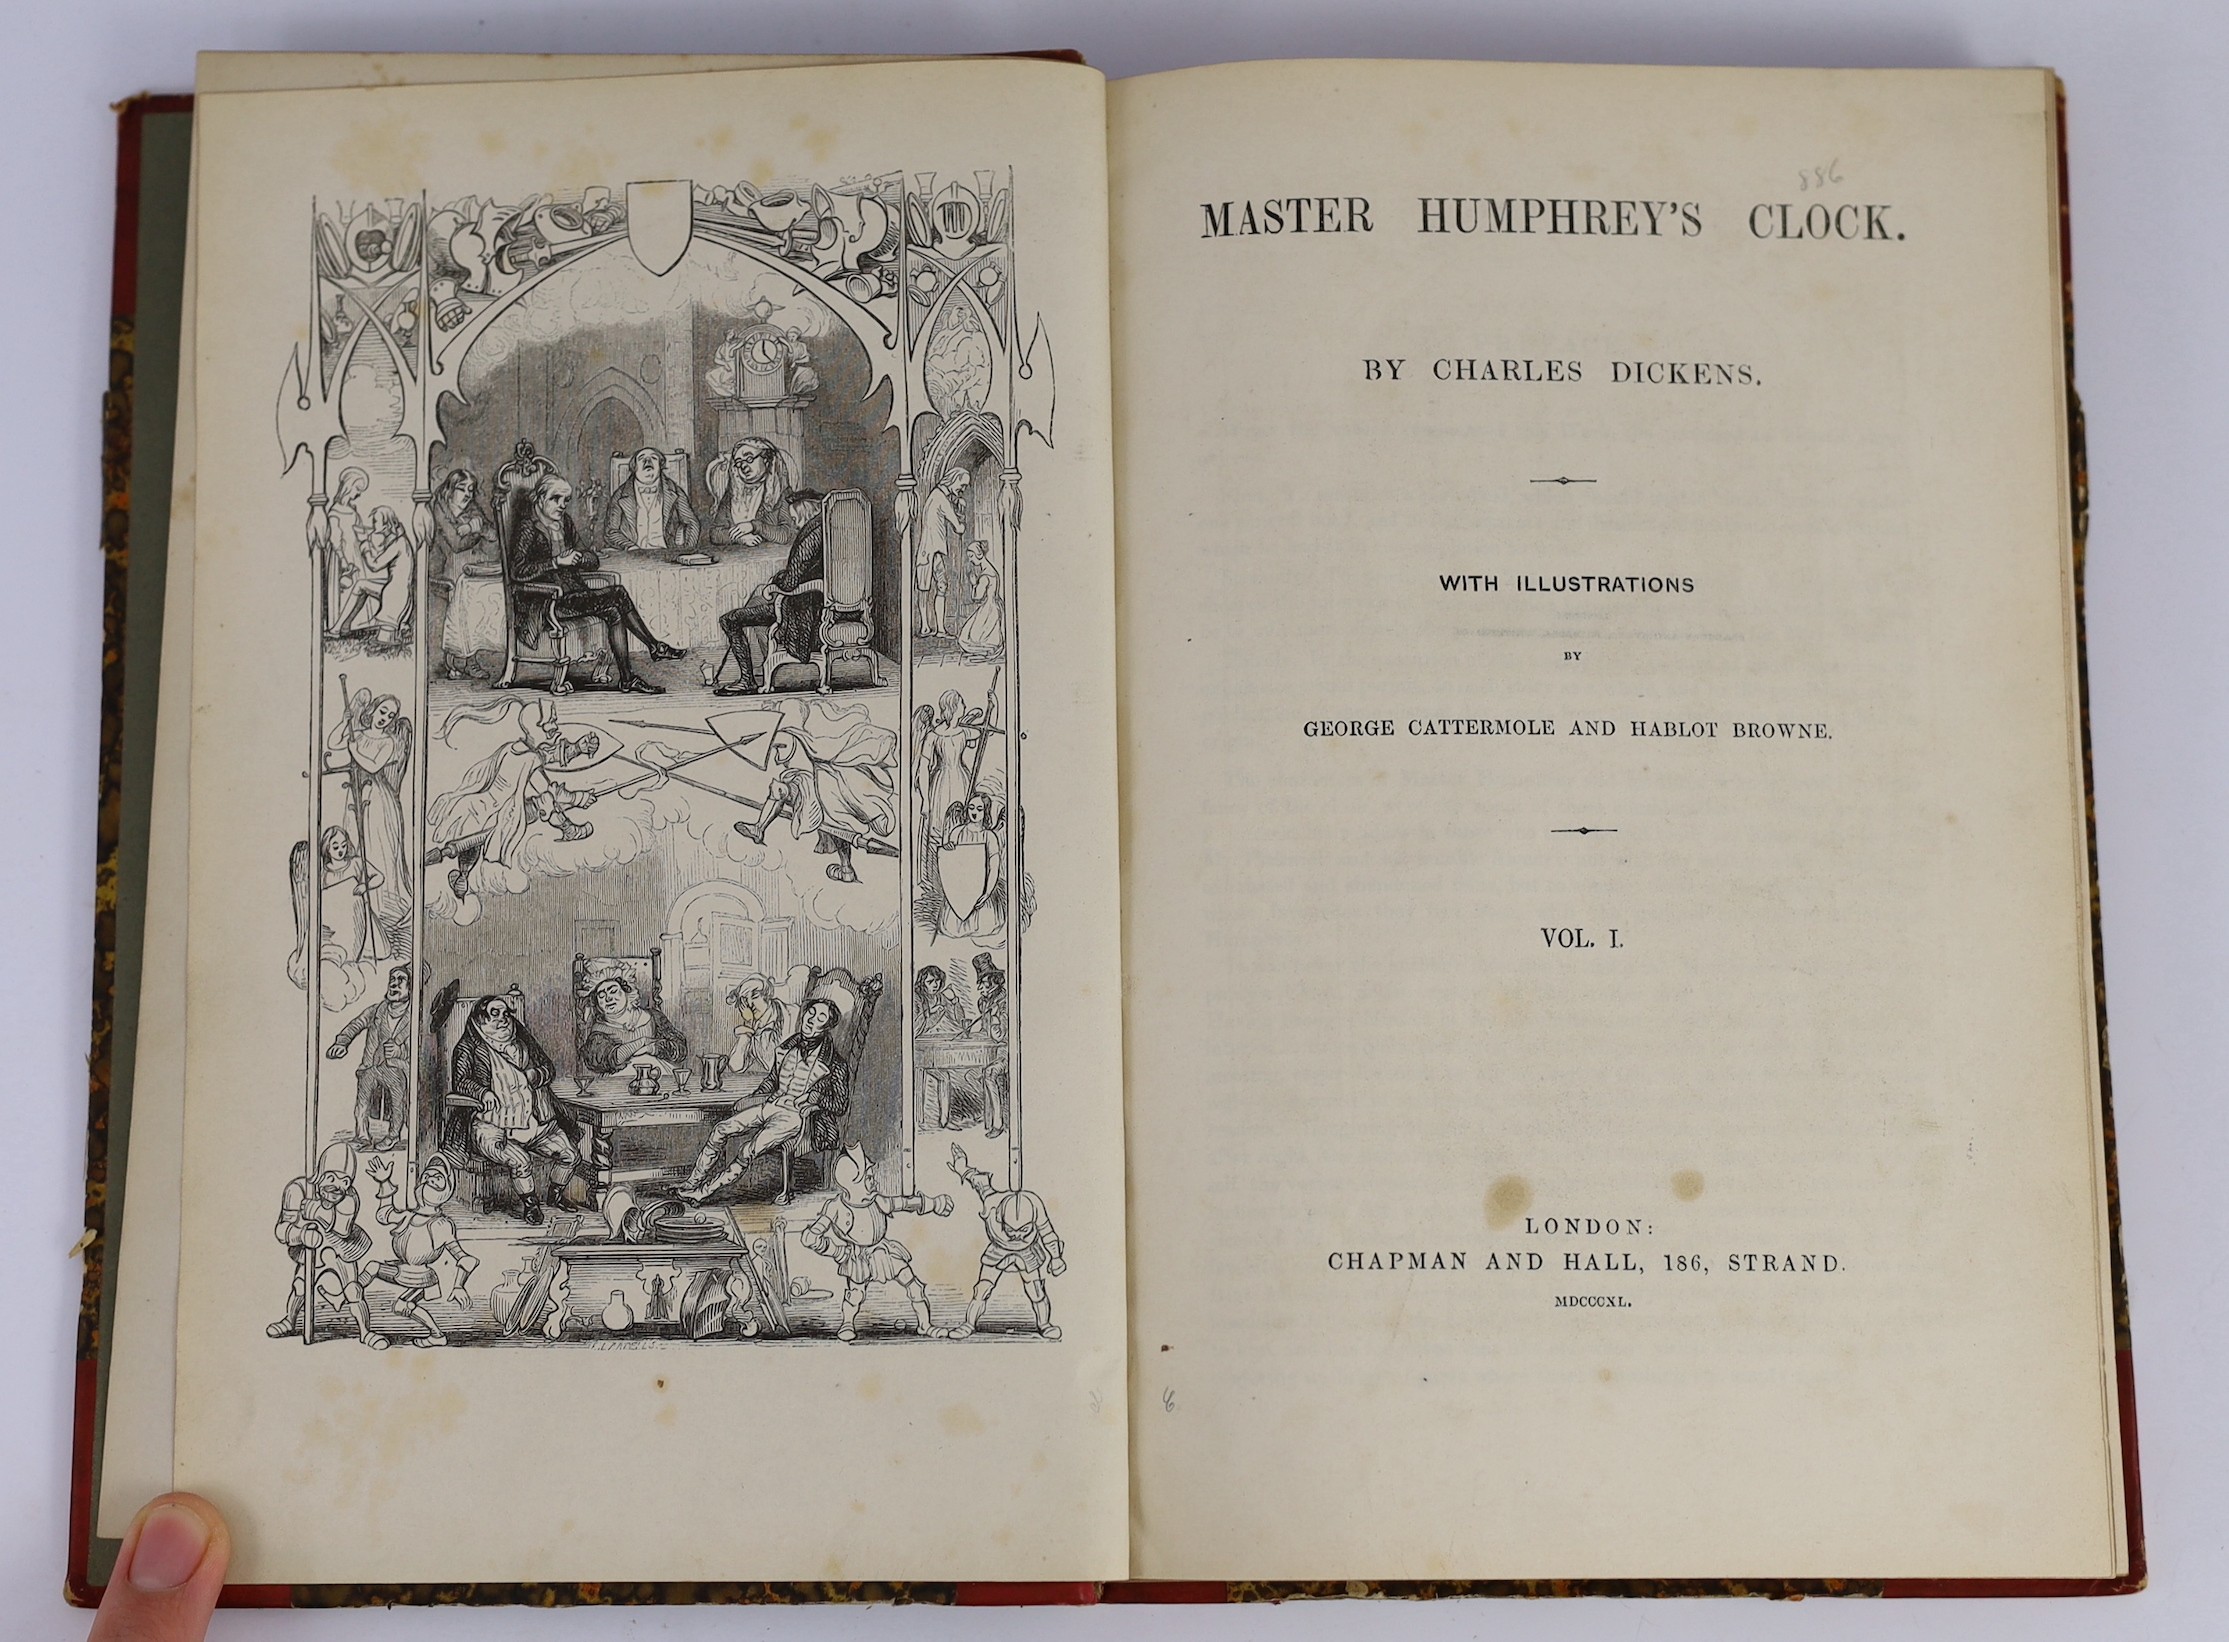 886
MASTER HUMPHREY'S CLOCK.
BY CHARLES DICKENS.
WITH ILLUSTRATIONS
BY
GEORGE CATTERMOLE AND HABLOT BROWNE.
VOL. I.
LONDON:
CHAPMAN AND HALL, 186, STRAND.
MDCCCXL.